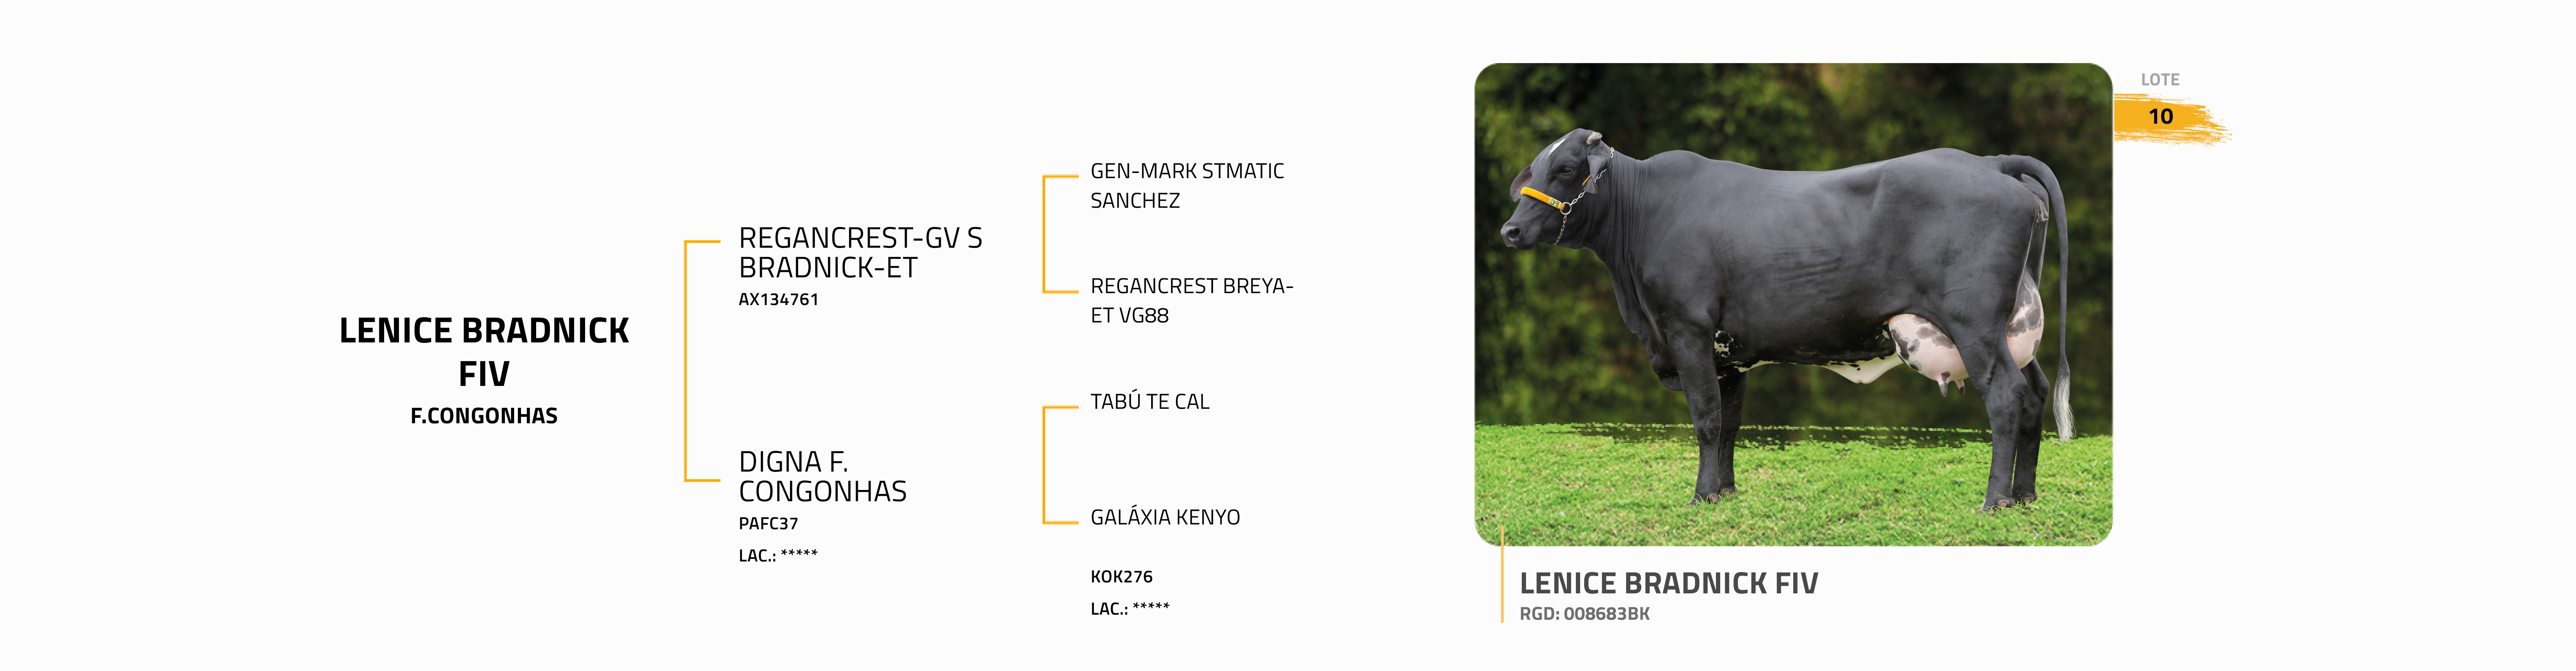 LENICE BRADNICK
FIV
F.CONGONHAS
REGANCREST-GV S
BRADNICK-ET
AX134761
DIGNA F.
CONGONHAS
PAFC37
LAC.: *****
GEN-MARK STMATIC
SANCHEZ
REGANCREST BREYA-
ET VG88
TABÚ TE CAL
GALÁXIA KENYO
KOK276
LAC.: *****
LOTE
10
LENICE BRADNICK FIV
RGD: 008683BK